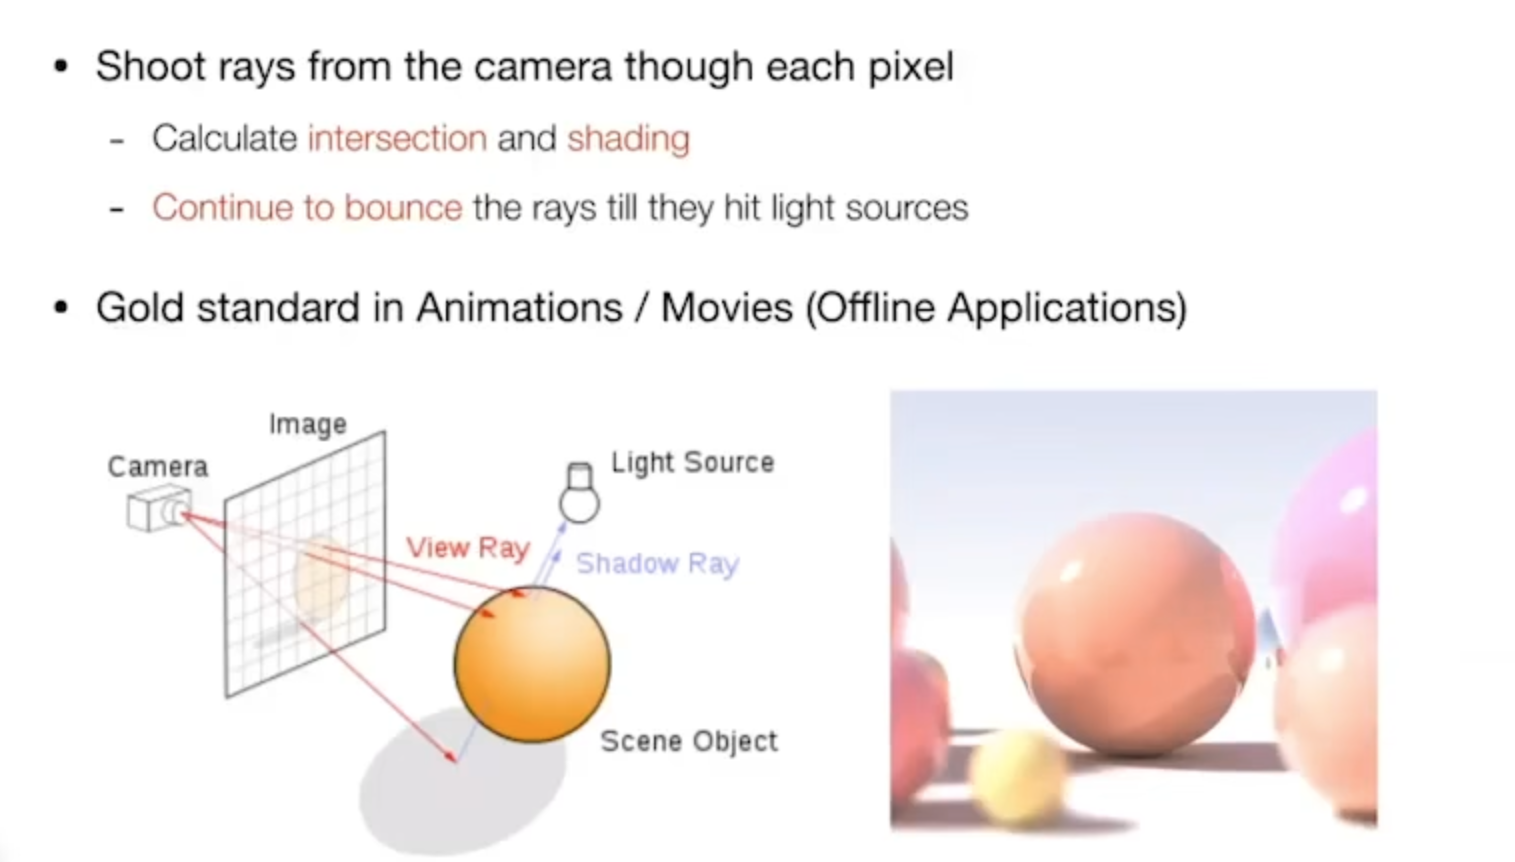 • Shoot rays from the camera though each pixel
– Calculate intersection and shading
– Continue to bounce the rays till they hit light sources
• Gold standard in Animations / Movies (Offline Applications)
Image
Camera
Light Source
View Ray
Shadow Ray
Scene Object